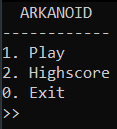 ARKANOID
------------
1. Play
2. Highscore
0. Exit
>>